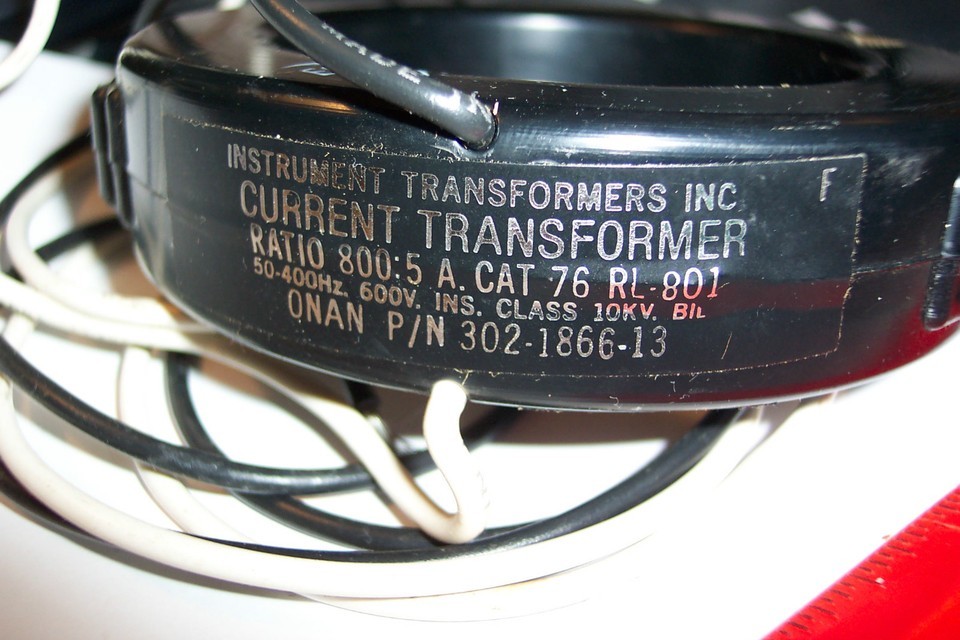 INSTRUMENT TRANSFORMERS INC
F
CURRENT TRANSFORMER
RATIO 800:5 A. CAT 76 RL-801
50-400Hz. 600V. INS. CLASS 10KV. BIL
ONAN P/N 302-1866-13